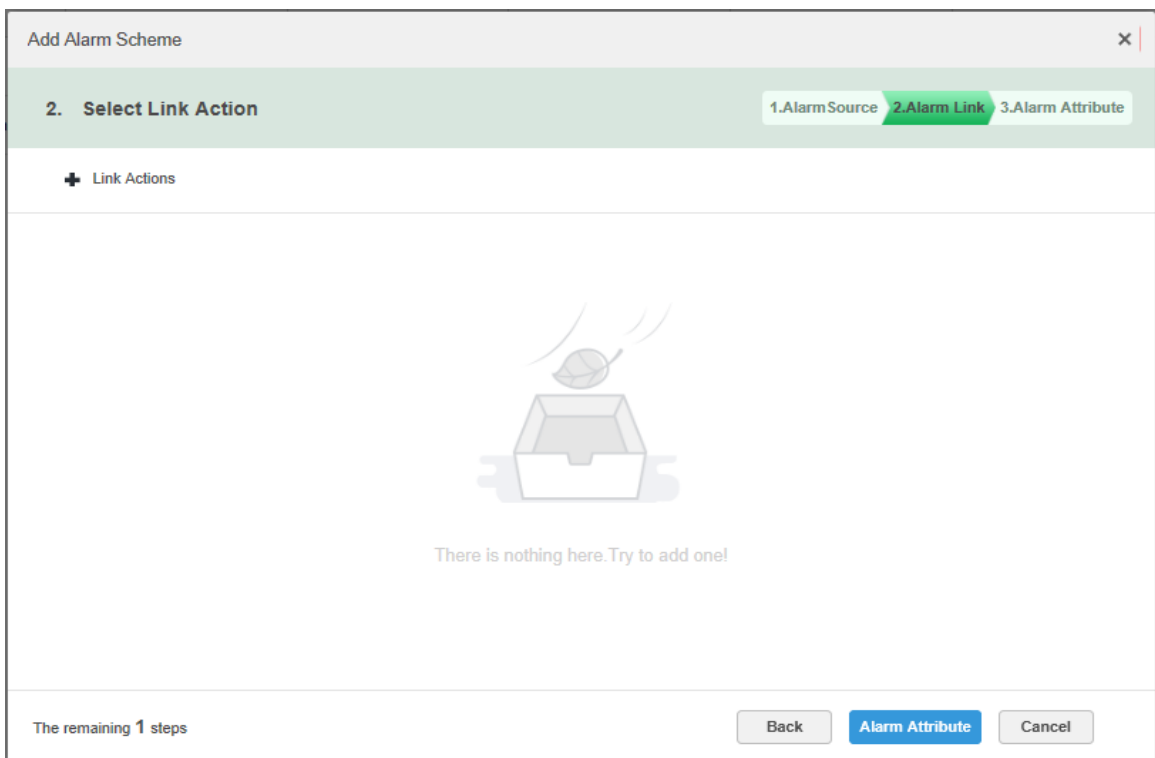 Add Alarm Scheme
2. Select Link Action
1.Alarm Source 2.Alarm Link 3.Alarm Attribute
Link Actions
There is nothing here.Try to add one!
The remaining 1 steps
Back Alarm Attribute Cancel